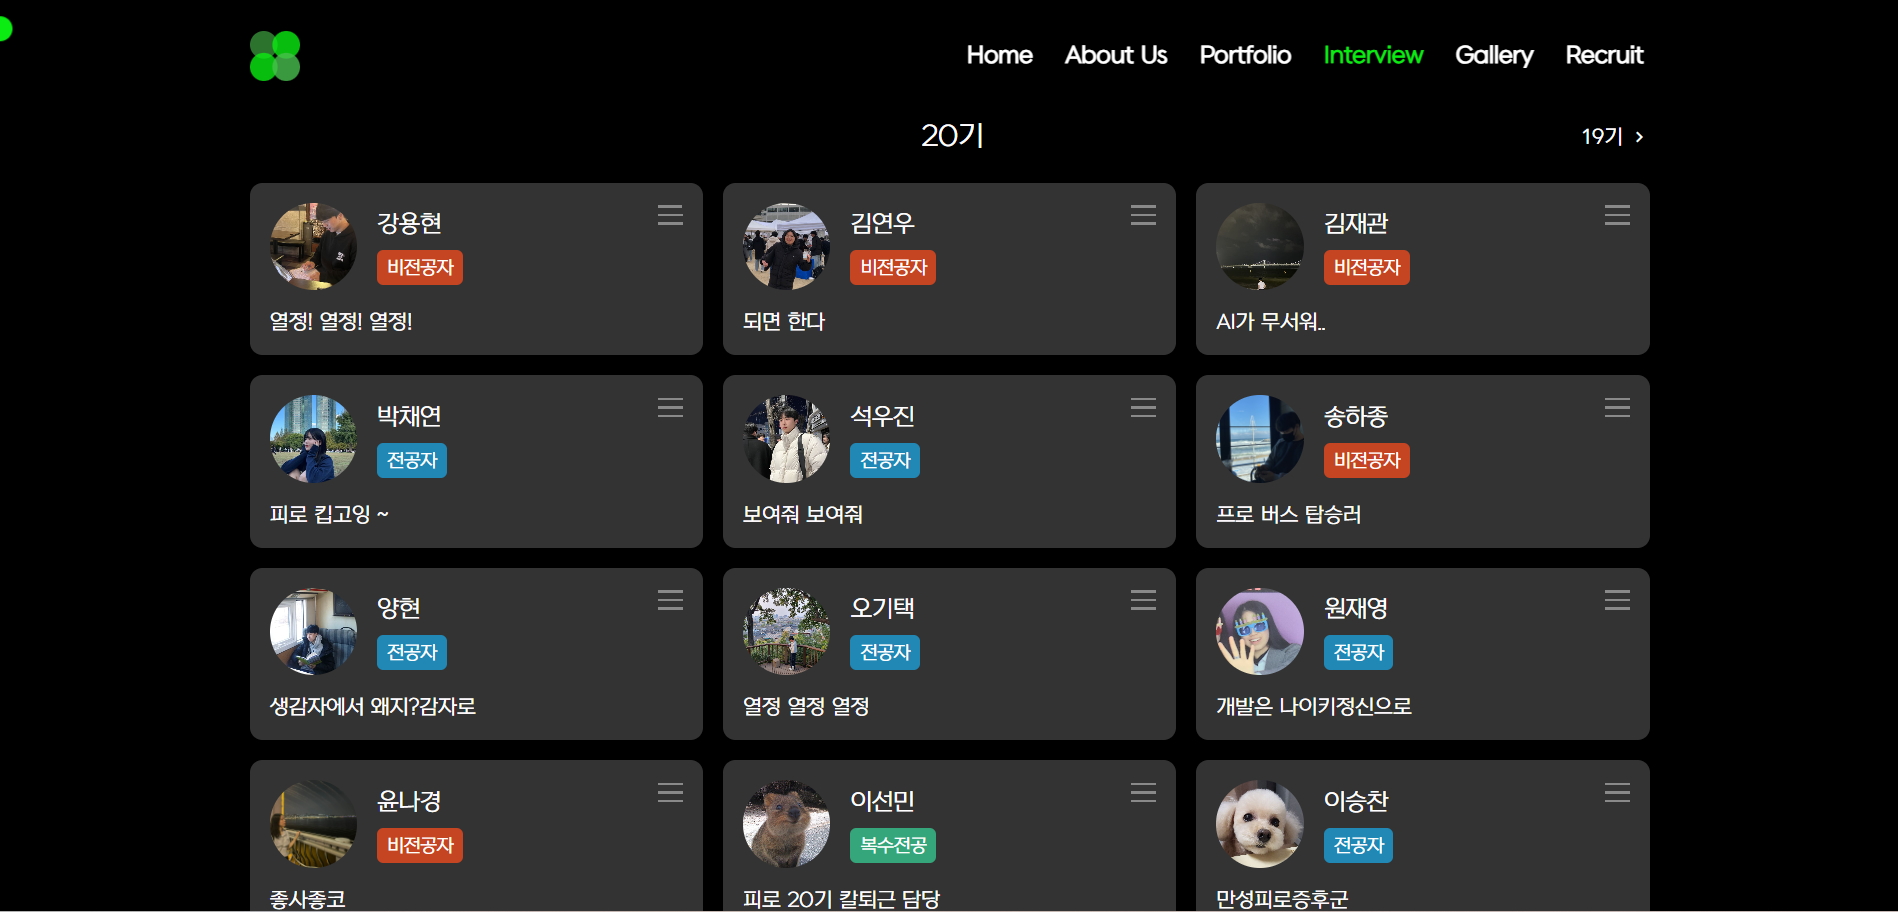 Home About Us Portfolio Interview Gallery Recruit
20기
19기 >
강용현
비전공자
열정! 열정! 열정!
김연우
비전공자
되면 한다
김재관
비전공자
AI가 무서워..
박채연
전공자
피로 킵고잉 ~
석우진
전공자
보여줘 보여줘
송하종
비전공자
프로 버스 탑승러
양현
전공자
생감자에서 왜지?감자로
오기택
전공자
열정 열정 열정
원재영
전공자
개발은 나이키정신으로
윤나경
비전공자
좋사좋코
이선민
복수전공
피로 20기 칼퇴근 담당
이승찬
전공자
만성피로증후군